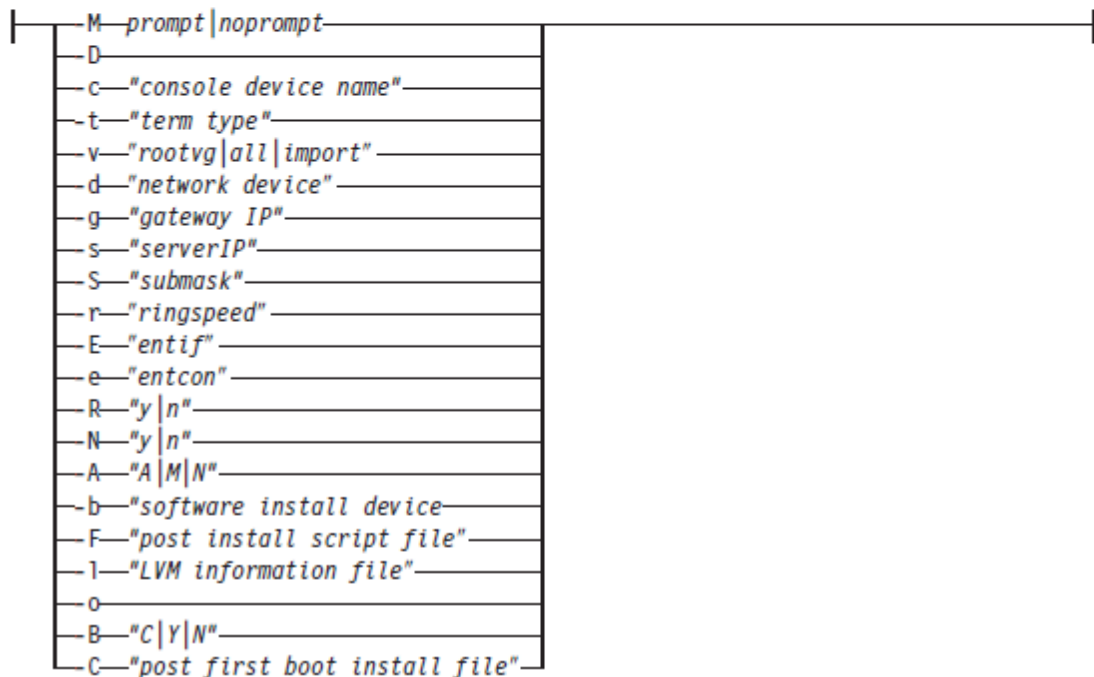 -M prompt|noprompt
-D
-c "console device name"
-t "term type"
-v "rootvg|all|import"
-d "network device"
-g "gateway IP"
-s "serverIP"
-S "submask"
-r "ringspeed"
-E "entif"
-e "entcon"
-R "y|n"
-N "y|n"
-A "A|M|N"
-b "software install device
-F "post install script file"
-l "LVM information file"
-o
-B "C|Y|N"
-C "post first boot install file"